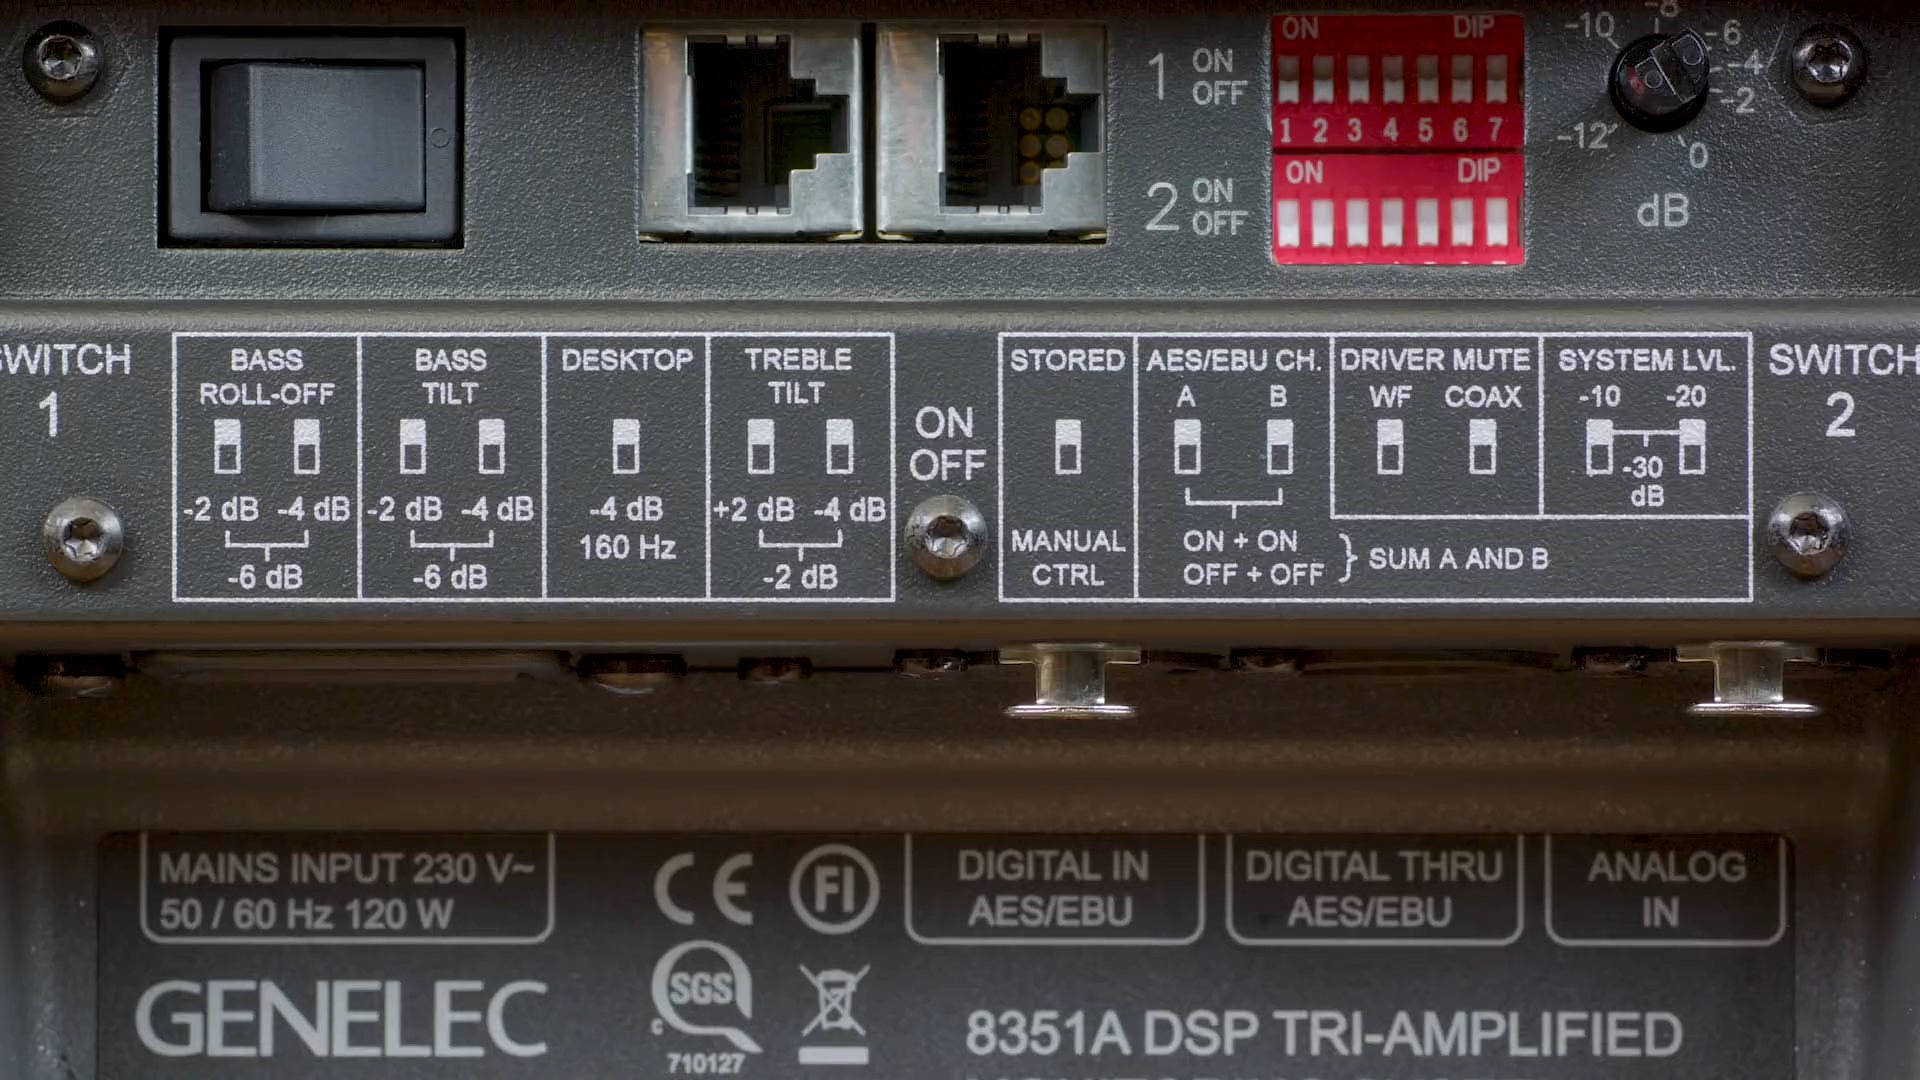 ON DIP
1 2 3 4 5 6 7
ON DIP
1 ON
OFF
2 ON
OFF
-12 -10 -8 -6 -4 -2 0
dB
SWITCH
1
BASS
ROLL-OFF
-2 dB -4 dB
-6 dB
BASS
TILT
-2 dB -4 dB
-6 dB
DESKTOP
-4 dB
160 Hz
TREBLE
TILT
+2 dB -4 dB
-2 dB
ON
OFF
STORED
MANUAL
CTRL
AES/EBU CH.
A B
ON + ON
OFF + OFF
SUM A AND B
DRIVER MUTE
WF COAX
SYSTEM LVL.
-10 -20
-30
dB
SWITCH
2
MAINS INPUT 230 V~
50 / 60 Hz 120 W
CE
FI
DIGITAL IN
AES/EBU
DIGITAL THRU
AES/EBU
ANALOG
IN
GENELEC
SGS
c
710127
8351A DSP TRI-AMPLIFIED